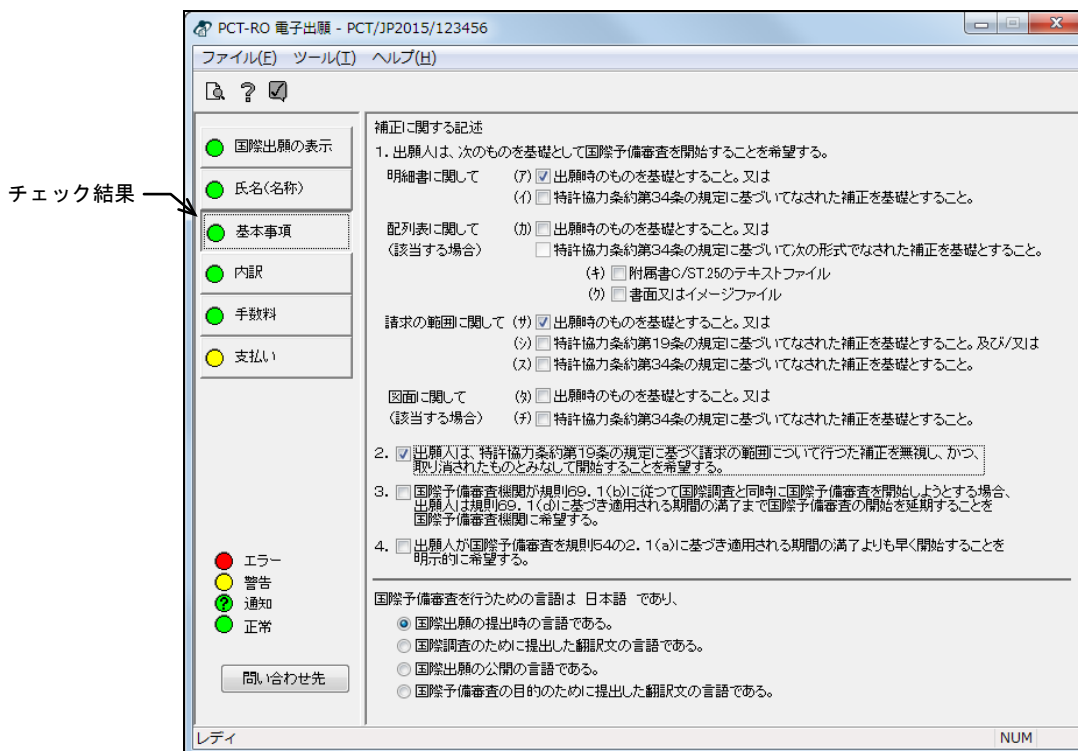 PCT-RO 電子出願 - PCT/JP2015/123456
ファイル(F) ツール(T) ヘルプ(H)
チェック結果
国際出願の表示
氏名(名称)
基本事項
内訳
手数料
支払い
エラー
警告
通知
正常
問い合わせ先
補正に関する記述
1. 出願人は、次のものを基礎として国際予備審査を開始することを希望する。
明細書に関して (ア) 出願時のものを基礎とすること。又は
(イ) 特許協力条約第34条の規定に基づいてなされた補正を基礎とすること。
配列表に関して (カ) 出願時のものを基礎とすること。又は
(該当する場合) 特許協力条約第34条の規定に基づいて次の形式でなされた補正を基礎とすること。
(キ) 附属書C/ST.25のテキストファイル
(ク) 書面又はイメージファイル
請求の範囲に関して (サ) 出願時のものを基礎とすること。又は
(シ) 特許協力条約第19条の規定に基づいてなされた補正を基礎とすること。及び/又は
(ス) 特許協力条約第34条の規定に基づいてなされた補正を基礎とすること。
図面に関して (タ) 出願時のものを基礎とすること。又は
(該当する場合) (チ) 特許協力条約第34条の規定に基づいてなされた補正を基礎とすること。
2. 出願人は、特許協力条約第19条の規定に基づく請求の範囲について行つた補正を無視し、かつ、
取り消されたものとみなして開始することを希望する。
3. 国際予備審査機関が規則69. 1(b)に従つて国際調査と同時に国際予備審査を開始しようとする場合、
出願人は規則69. 1(d)に基づき適用される期間の満了まで国際予備審査の開始を延期することを
国際予備審査機関に希望する。
4. 出願人が国際予備審査を規則54の2. 1(a)に基づき適用される期間の満了よりも早く開始することを
明示的に希望する。
国際予備審査を行うための言語は 日本語 であり、
国際出願の提出時の言語である。
国際調査のために提出した翻訳文の言語である。
国際出願の公開の言語である。
国際予備審査の目的のために提出した翻訳文の言語である。
レディ NUM